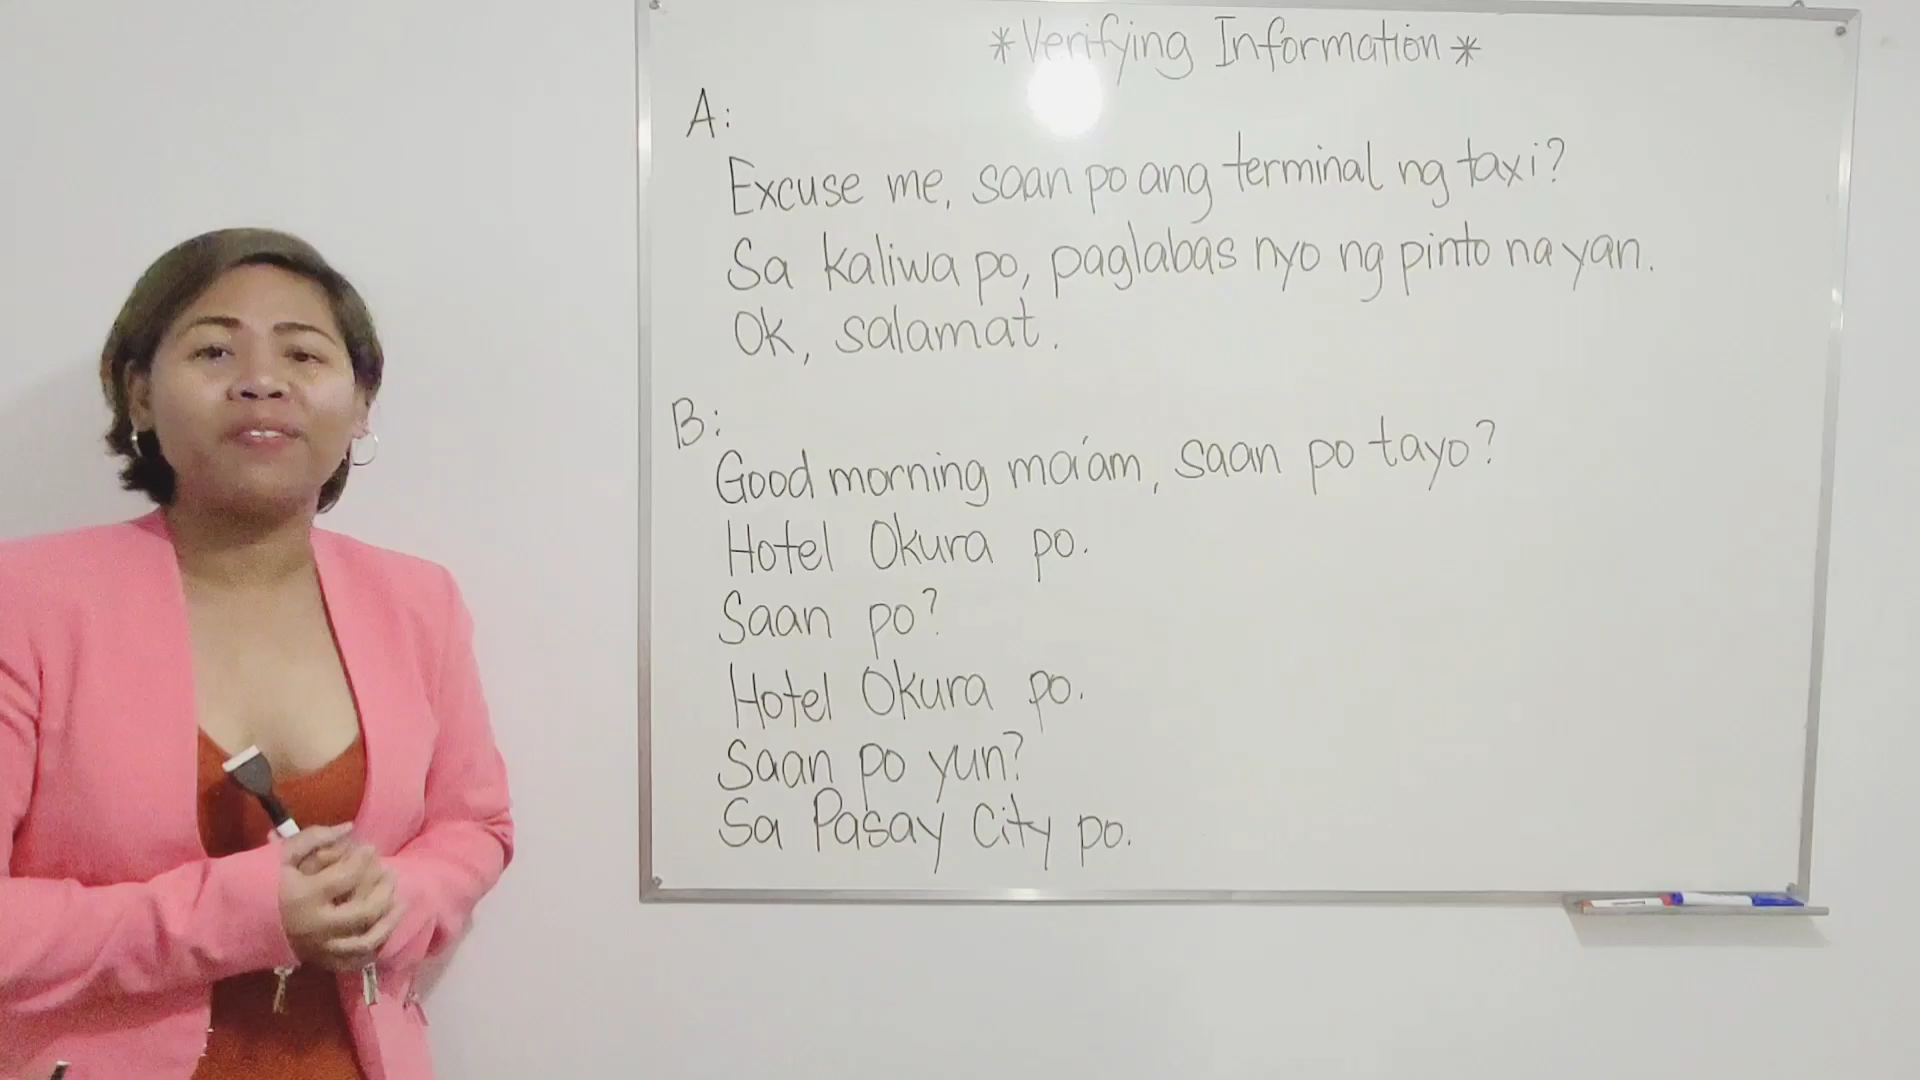 *Verifying Information*
A:
Excuse me, saan po ang terminal ng taxi?
Sa kaliwa po, paglabas nyo ng pinto na yan.
Ok, salamat.
B:
Good morning ma'am, saan po tayo?
Hotel Okura po.
Saan po?
Hotel Okura po.
Saan po yun?
Sa Pasay City po.